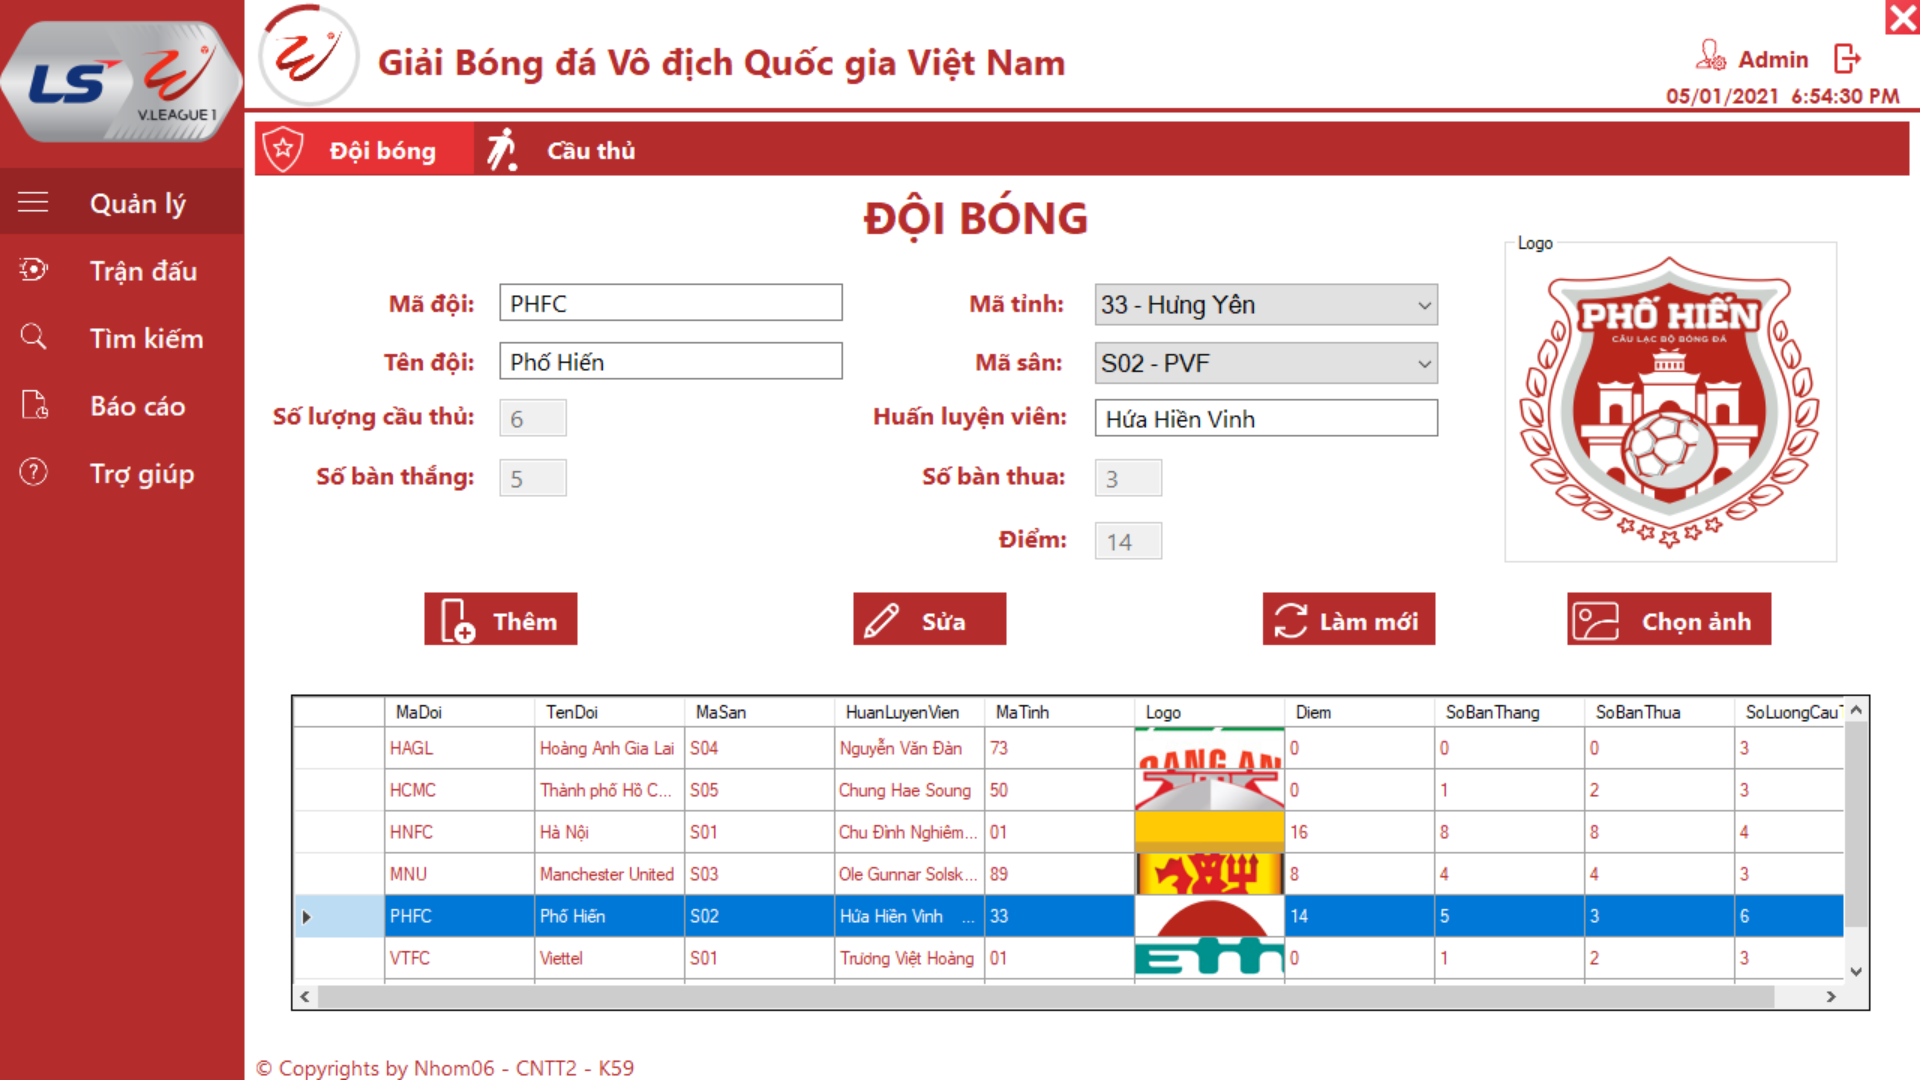 LS
V.LEAGUE 1
Giải Bóng đá Vô địch Quốc gia Việt Nam
Admin
05/01/2021 6:54:30 PM
Quản lý
Trận đấu
Tìm kiếm
Báo cáo
Trợ giúp
Đội bóng Cầu thủ
ĐỘI BÓNG
Logo
PHỐ HIẾN
CÂU LẠC BỘ BÓNG ĐÁ
Mã đội: PHFC Mã tỉnh: 33 - Hưng Yên
Tên đội: Phố Hiến Mã sân: S02 - PVF
Số lượng cầu thủ: 6 Huấn luyện viên: Hứa Hiền Vinh
Số bàn thắng: 5 Số bàn thua: 3
Điểm: 14
Thêm Sửa Làm mới Chọn ảnh
MaDoi TenDoi MaSan HuanLuyenVien MaTinh Logo Diem SoBanThang SoBanThua SoLuongCau
HAGL Hoàng Anh Gia Lai S04 Nguyễn Văn Đàn 73 0 0 0 3
HCMC Thành phố Hồ C... S05 Chung Hae Soung 50 0 1 2 3
HNFC Hà Nội S01 Chu Đình Nghiêm... 01 16 8 8 4
MNU Manchester United S03 Ole Gunnar Solsk... 89 8 4 4 3
PHFC Phố Hiến S02 Hứa Hiền Vinh ... 33 14 5 3 6
VTFC Viettel S01 Trương Việt Hoàng 01 0 1 2 3
© Copyrights by Nhom06 - CNTT2 - K59